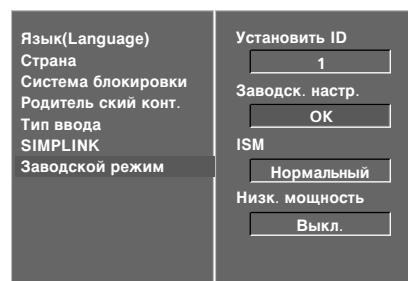 Язык(Language)
Страна
Система блокировки
Родитель ский конт.
Тип ввода
SIMPLINK
Заводской режим
Установить ID
1
Заводск. настр.
ОК
ISM
Нормальный
Низк. мощность
Выкл.